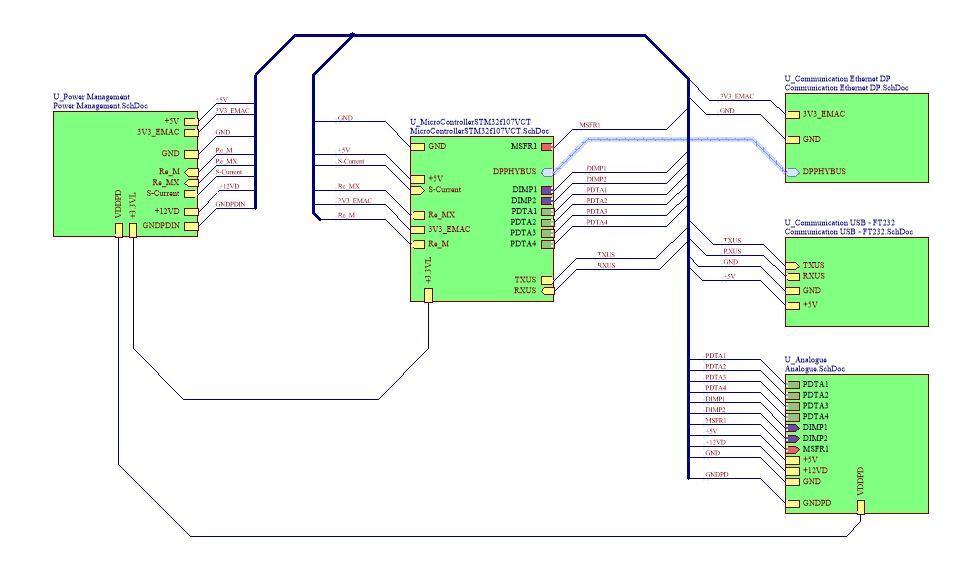 U_Power Management
Power Management.SchDoc
+5V
3V3_EMAC
GND
Re_M
Re_MX
S-Current
+12VD
GNDPDIN
VDDPD
+3.3VL
+5V
3V3_EMAC
GND
Re_M
Re_MX
S-Current
+12VD
GNDPDIN
GND
+5V
S-Current
Re_MX
3V3_EMAC
Re_M
U_MicroControllerSTM32f107VCT
MicroControllerSTM32f107VCT.SchDoc
GND
+5V
S-Current
Re_MX
3V3_EMAC
Re_M
+3.3VL
MSFR1
DPPHYBUS
DIMP1
DIMP2
PDTA1
PDTA2
PDTA3
PDTA4
TXUS
RXUS
MSFR1
DIMP1
DIMP2
PDTA1
PDTA2
PDTA3
PDTA4
TXUS
RXUS
3V3_EMAC
GND
U_Communication Ethernet DP
Communication Ethernet DP.SchDoc
3V3_EMAC
GND
DPPHYBUS
TXUS
RXUS
GND
+5V
U_Communication USB - FT232
Communication USB - FT232.SchDoc
TXUS
RXUS
GND
+5V
PDTA1
PDTA2
PDTA3
PDTA4
DIMP1
DIMP2
MSFR1
+5V
+12VD
GND
GNDPD
U_Analogue
Analogue.SchDoc
PDTA1
PDTA2
PDTA3
PDTA4
DIMP1
DIMP2
MSFR1
+5V
+12VD
GND
GNDPD
VDDPD